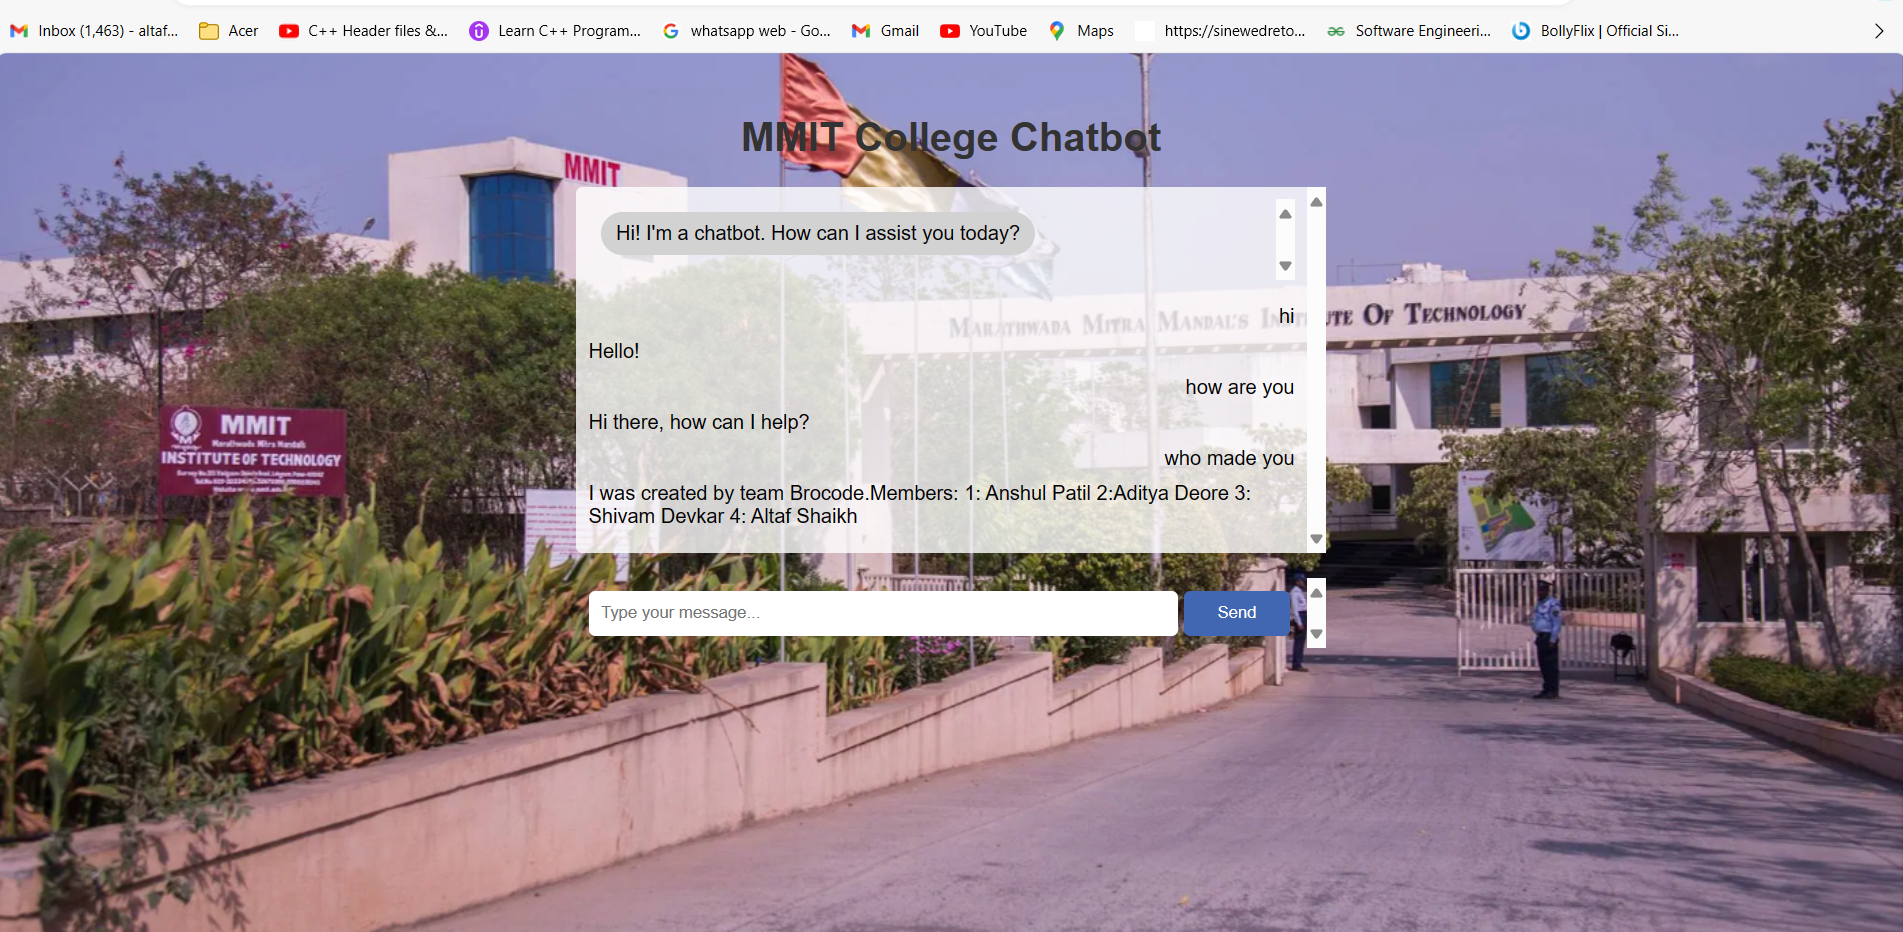 Inbox (1,463) - altaf...
Acer
C++ Header files &...
Learn C++ Program...
whatsapp web - Go...
Gmail
YouTube
Maps
https://sinewedreto...
Software Engineeri...
BollyFlix | Official Si...
MMIT College Chatbot
MMIT
Hi! I'm a chatbot. How can I assist you today?
MARATHWADA MITRA MANDAL'S INSTITUTE OF TECHNOLOGY
hi
Hello!
how are you
Hi there, how can I help?
who made you
I was created by team Brocode.Members: 1: Anshul Patil 2:Aditya Deore 3:
Shivam Devkar 4: Altaf Shaikh
MMIT
Marathwada Mitra Mandal's
INSTITUTE OF TECHNOLOGY
Type your message...
Send